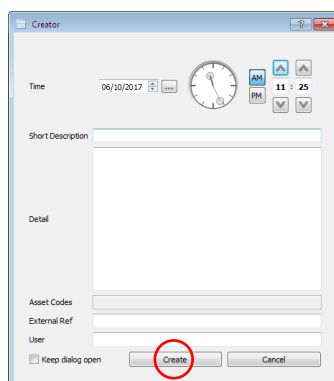 Creator
Time 06/10/2017 ... AM PM 11 : 25
Short Description
Detail
Asset Codes
External Ref
User
Keep dialog open Create Cancel